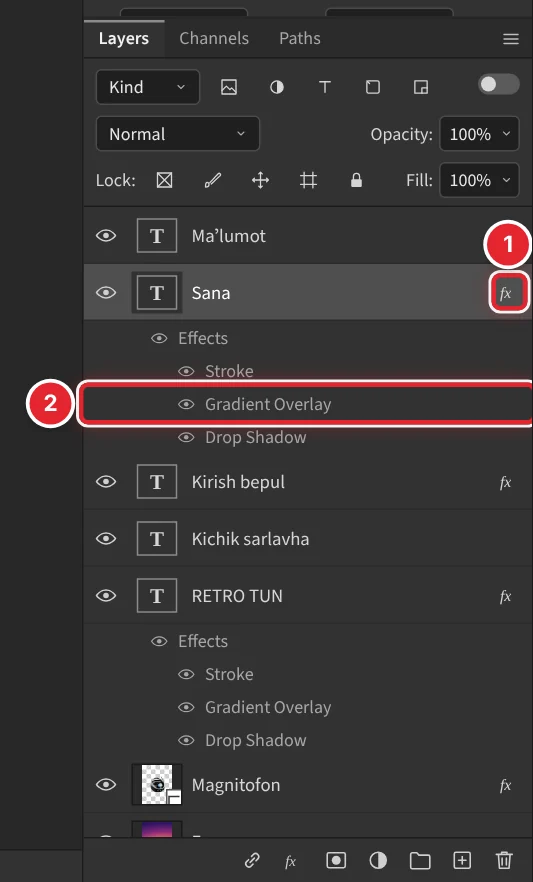 Layers Channels Paths
Kind T
Normal Opacity: 100%
Lock: Fill: 100%
T Ma’lumot
1
T Sana fx
Effects
Stroke
2 Gradient Overlay
Drop Shadow
T Kirish bepul fx
T Kichik sarlavha
T RETRO TUN fx
Effects
Stroke
Gradient Overlay
Drop Shadow
Magnitofon fx
fx